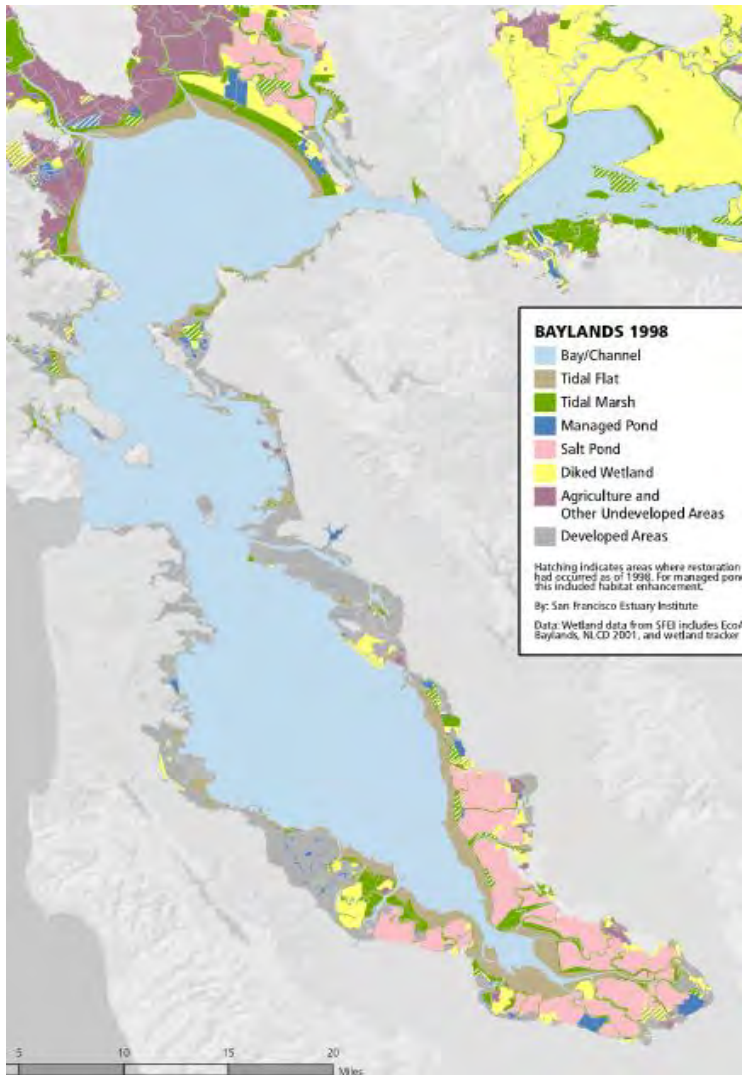 BAYLANDS 1998
Bay/Channel
Tidal Flat
Tidal Marsh
Managed Pond
Salt Pond
Diked Wetland
Agriculture and
Other Undeveloped Areas
Developed Areas
Hatching indicates areas where restoration
had occurred as of 1998. For managed
this included habitat enhancement.
By: San Francisco Estuary Institute
Data: Wetland data from SFEI includes
Baylands, NLCD 2001, and wetland tracker
5 10 15 20
Miles